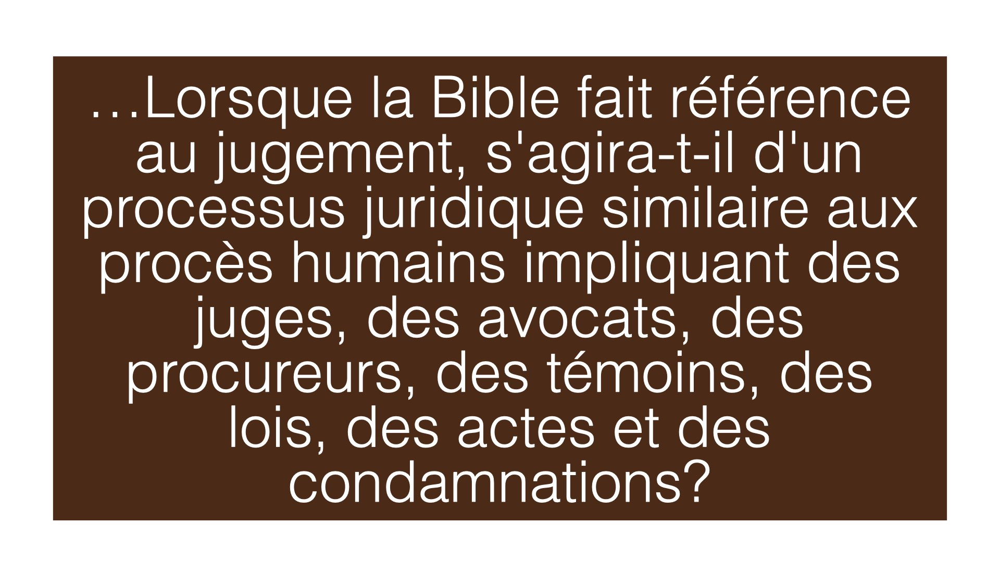 …Lorsque la Bible fait référence
au jugement, s'agira-t-il d'un
processus juridique similaire aux
procès humains impliquant des
juges, des avocats, des
procureurs, des témoins, des
lois, des actes et des
condamnations?